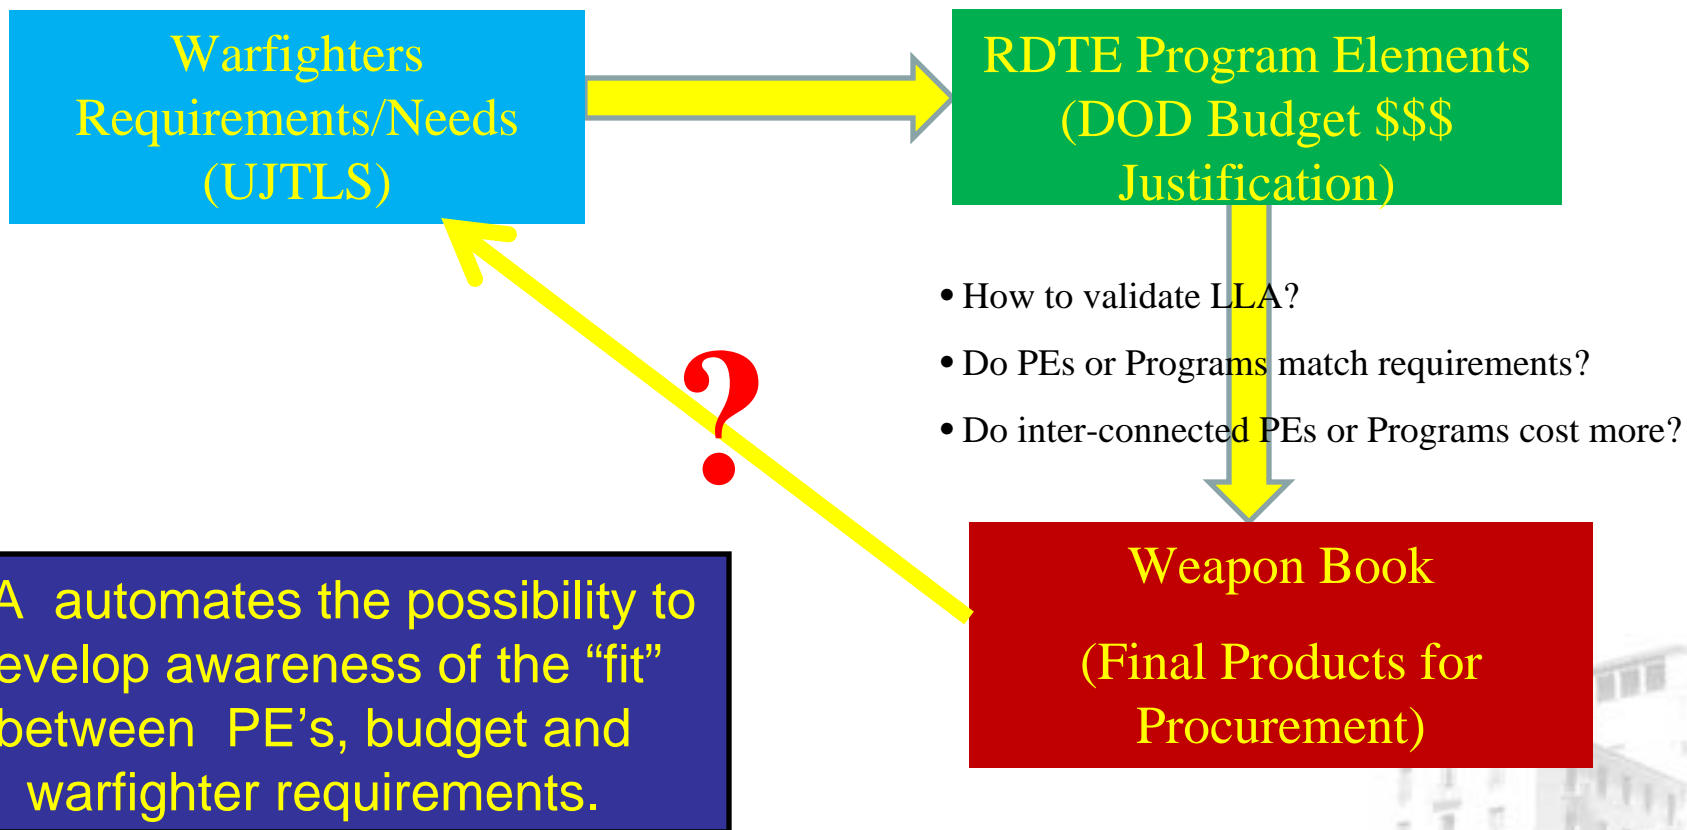 Warfighters
Requirements/Needs
(UJTLS)
RDTE Program Elements
(DOD Budget $$$
Justification)
• How to validate LLA?
• Do PEs or Programs match requirements?
• Do inter-connected PEs or Programs cost more?
?
Weapon Book
(Final Products for
Procurement)
A automates the possibility to
evelop awareness of the “fit”
between PE’s, budget and
warfighter requirements.